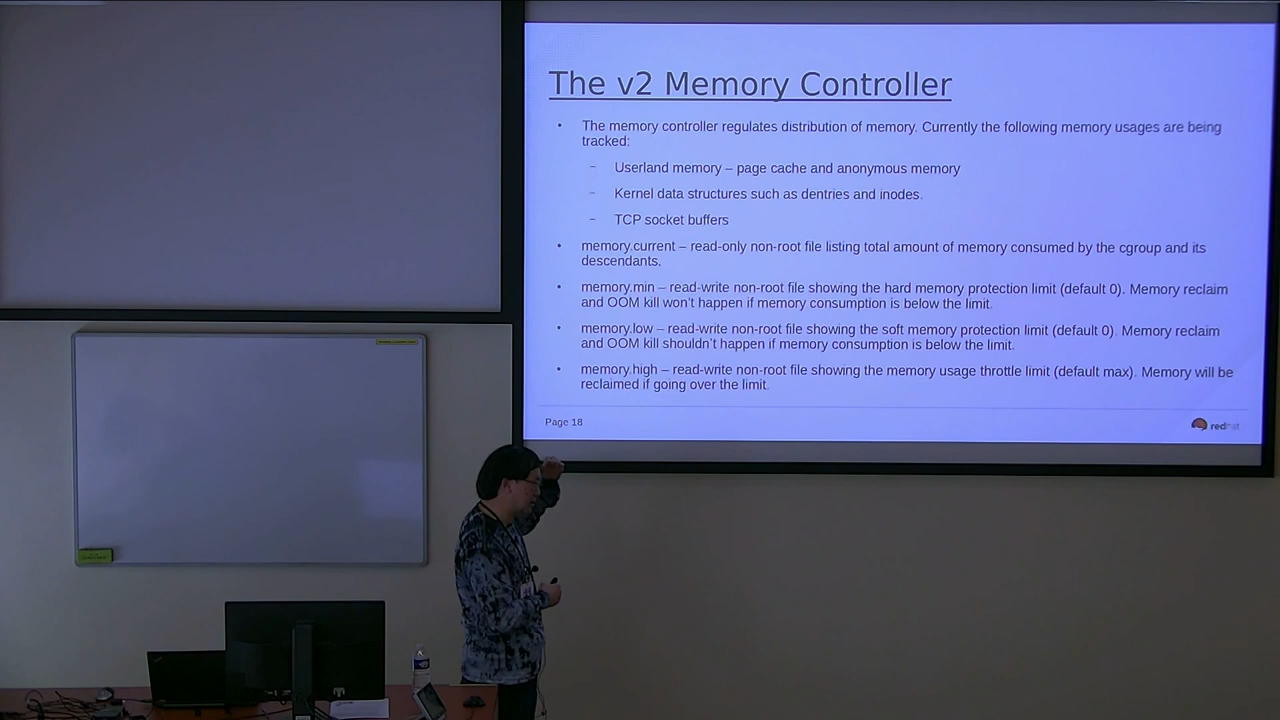 The v2 Memory Controller
• The memory controller regulates distribution of memory. Currently the following memory usages are being
tracked:
– Userland memory – page cache and anonymous memory
– Kernel data structures such as dentries and inodes.
– TCP socket buffers
• memory.current – read-only non-root file listing total amount of memory consumed by the cgroup and its
descendants.
• memory.min – read-write non-root file showing the hard memory protection limit (default 0). Memory reclaim
and OOM kill won't happen if memory consumption is below the limit.
• memory.low – read-write non-root file showing the soft memory protection limit (default 0). Memory reclaim
and OOM kill shouldn't happen if memory consumption is below the limit.
• memory.high – read-write non-root file showing the memory usage throttle limit (default max). Memory will be
reclaimed if going over the limit.
Page 18
redhat